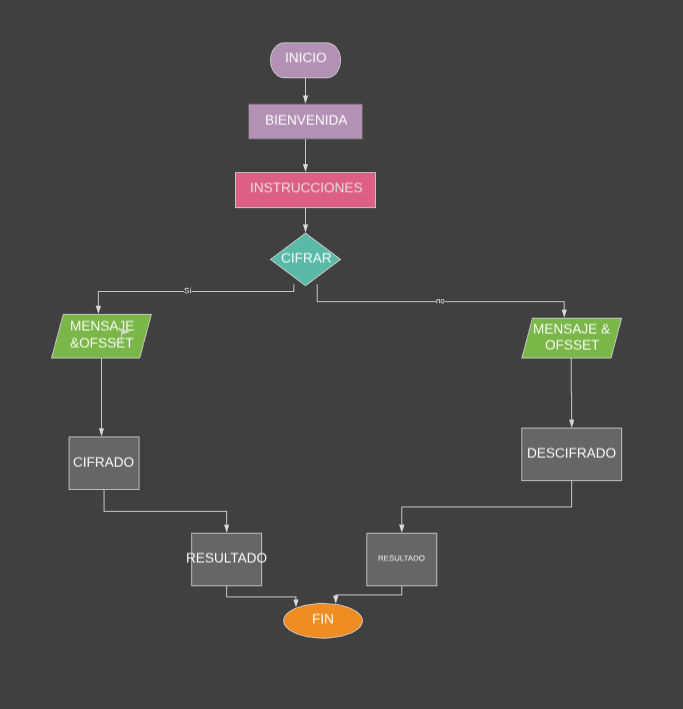 INICIO
BIENVENIDA
INSTRUCCIONES
CIFRAR
Si
no
MENSAJE
&OFSSET
MENSAJE &
OFSSET
CIFRADO
DESCIFRADO
RESULTADO
RESULTADO
FIN